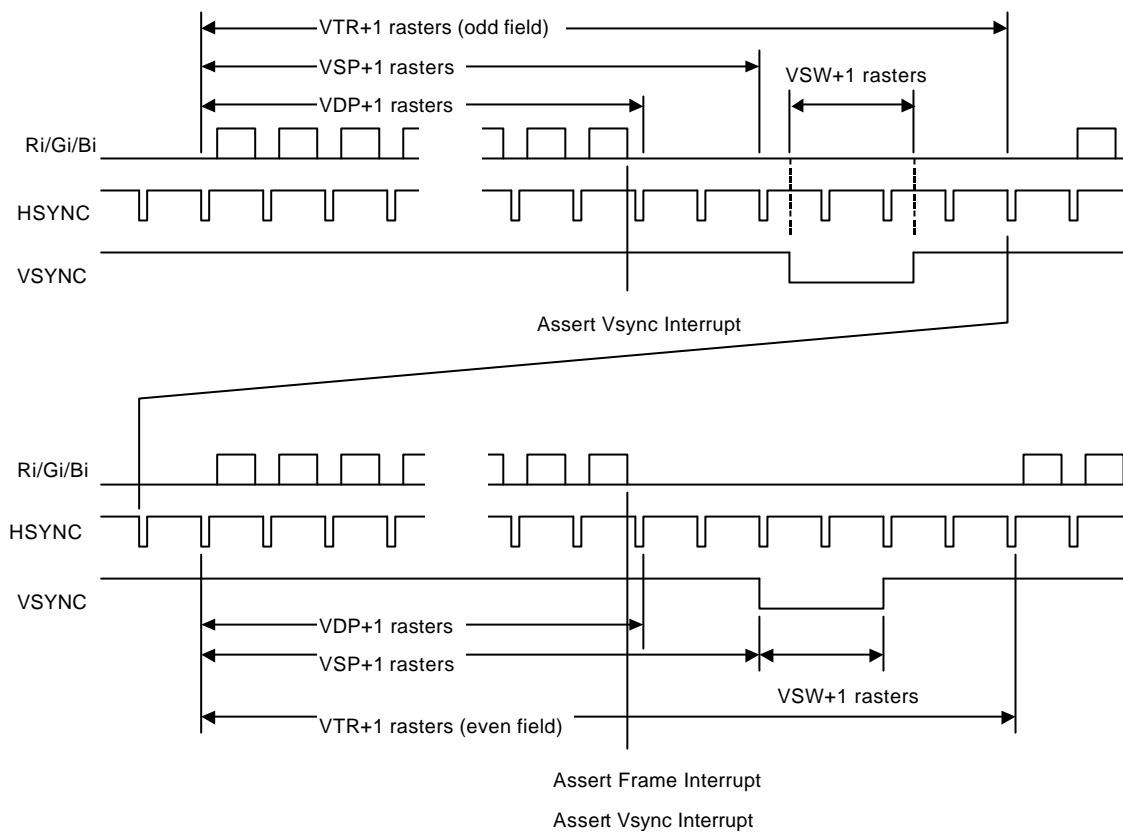 VTR+1 rasters (odd field)
VSP+1 rasters
VSW+1 rasters
VDP+1 rasters
Ri/Gi/Bi
HSYNC
VSYNC
Assert Vsync Interrupt
Ri/Gi/Bi
HSYNC
VSYNC
VDP+1 rasters
VSP+1 rasters
VSW+1 rasters
VTR+1 rasters (even field)
Assert Frame Interrupt
Assert Vsync Interrupt